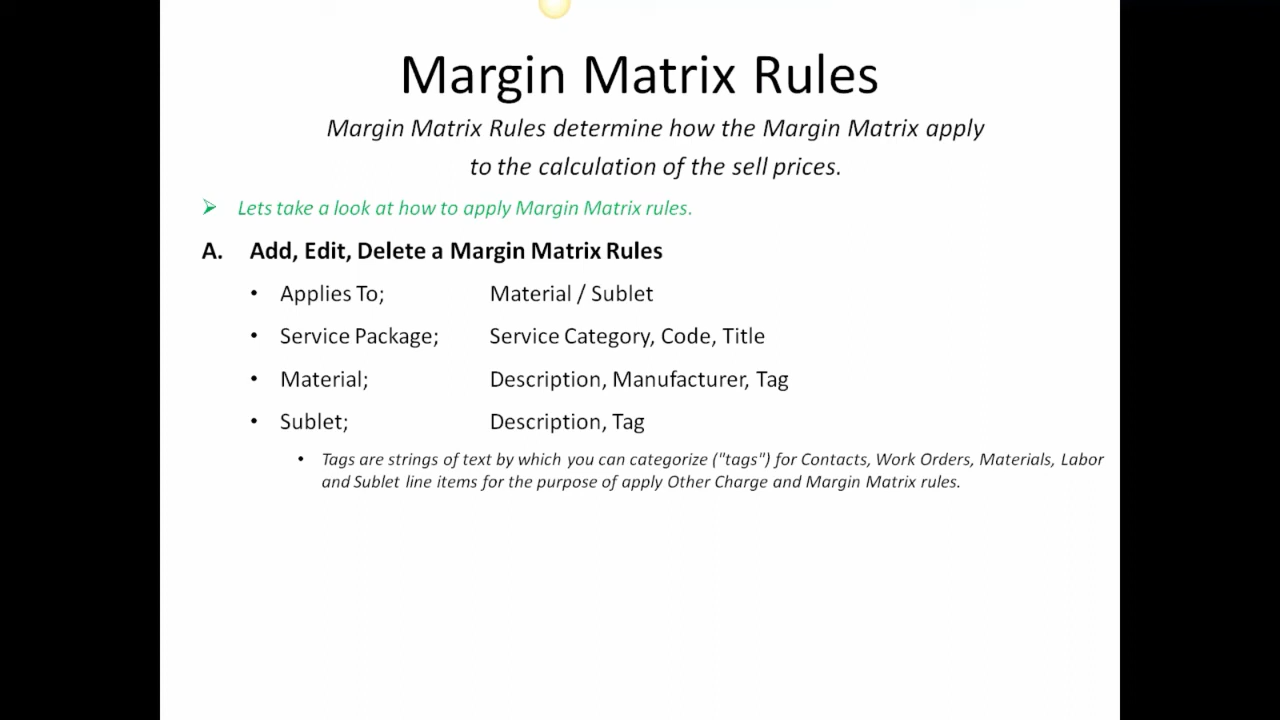 Margin Matrix Rules
Margin Matrix Rules determine how the Margin Matrix apply
to the calculation of the sell prices.
Lets take a look at how to apply Margin Matrix rules.
A. Add, Edit, Delete a Margin Matrix Rules
• Applies To; Material / Sublet
• Service Package; Service Category, Code, Title
• Material; Description, Manufacturer, Tag
• Sublet; Description, Tag
• Tags are strings of text by which you can categorize ("tags") for Contacts, Work Orders, Materials, Labor
and Sublet line items for the purpose of apply Other Charge and Margin Matrix rules.